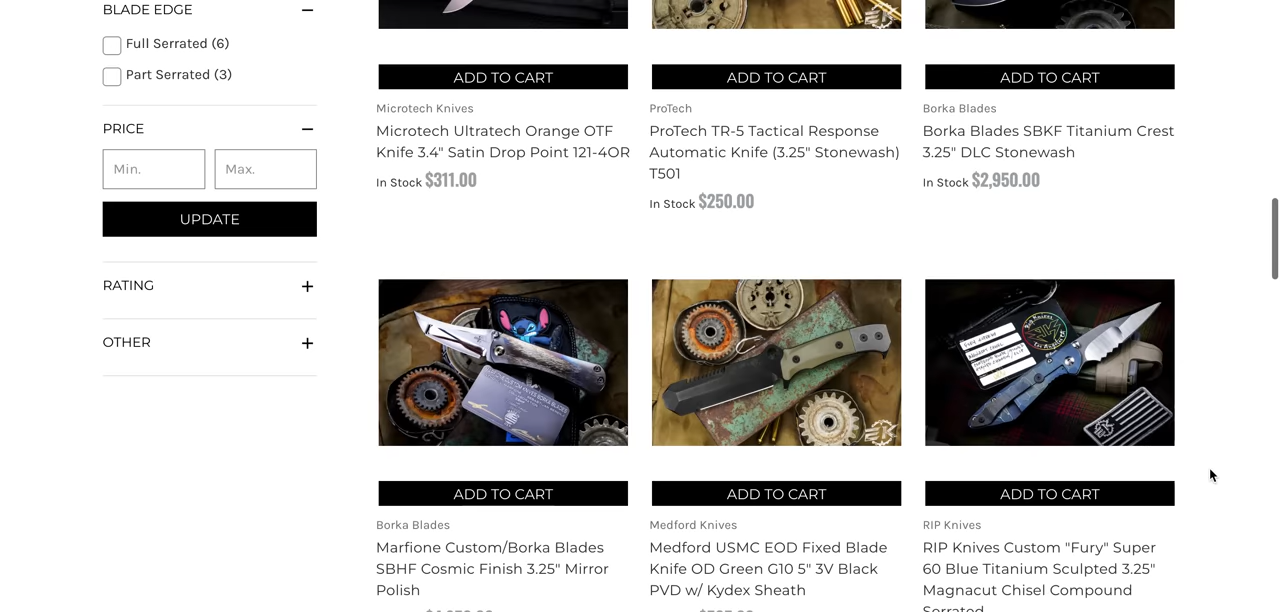 BLADE EDGE
Full Serrated (6)
Part Serrated (3)
PRICE
Min.
Max.
UPDATE
RATING
OTHER
ADD TO CART
Microtech Knives
Microtech Ultratech Orange OTF
Knife 3.4" Satin Drop Point 121-4OR
In Stock $311.00
ADD TO CART
ProTech
ProTech TR-5 Tactical Response
Automatic Knife (3.25" Stonewash)
T501
In Stock $250.00
ADD TO CART
Borka Blades
Borka Blades SBKF Titanium Crest
3.25" DLC Stonewash
In Stock $2,950.00
ADD TO CART
Borka Blades
Marfione Custom/Borka Blades
SBHF Cosmic Finish 3.25" Mirror
Polish
ADD TO CART
Medford Knives
Medford USMC EOD Fixed Blade
Knife OD Green G10 5" 3V Black
PVD w/ Kydex Sheath
ADD TO CART
RIP Knives
RIP Knives Custom "Fury" Super
60 Blue Titanium Sculpted 3.25"
Magnacut Chisel Compound
Serrated